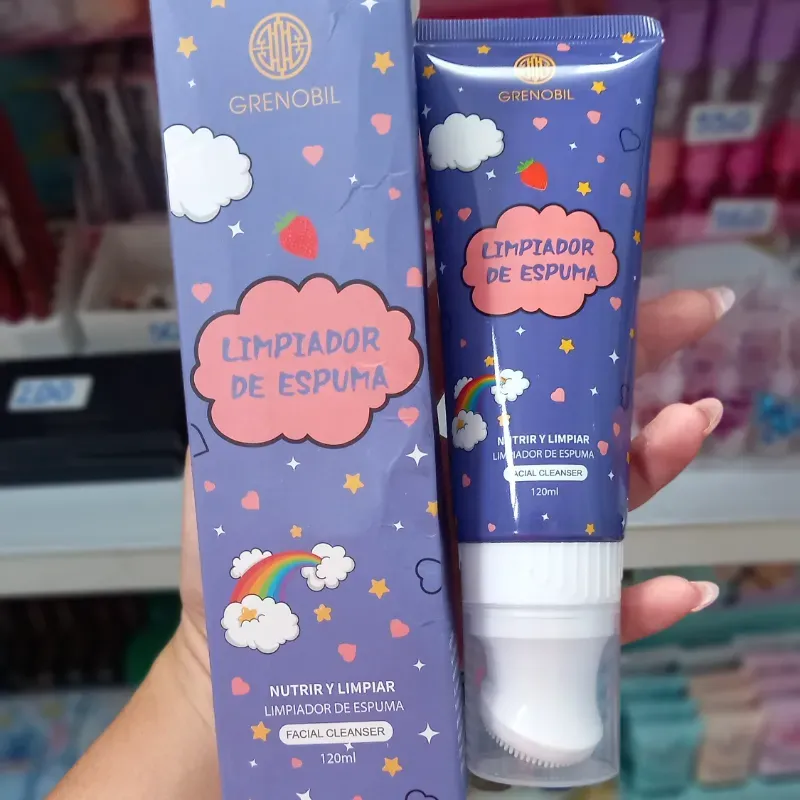 GRENOBIL
LIMPIADOR
DE ESPUMA
NUTRIR Y LIMPIAR
LIMPIADOR DE ESPUMA
FACIAL CLEANSER
120ml
GRENOBIL
LIMPIADOR
DE ESPUMA
NUTRIR Y LIMPIAR
LIMPIADOR DE ESPUMA
FACIAL CLEANSER
120ml